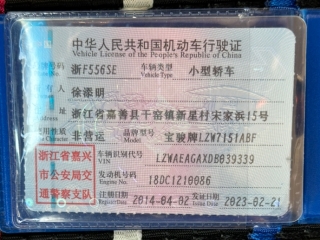 中华人民共和国机动车行驶证
Vehicle License of the People's Republic of China
号牌号码 浙F556SE 车辆类型 小型轿车
Vehicle Type
有人 徐添明
浙江省嘉善县干窑镇新星村宋家浜15号
使用性质 非营运 品牌型号 宝骏牌LZW7151ABF
Use Character Model
浙江省嘉兴
市公安局交
通警察支队
车辆识别代号 LZWAEAGAXDB039339
VIN
发动机号码 18DC1210086
Engine No.
注册日期 2014-04-02 发证日期 2023-02-21
Register Date Issue Date